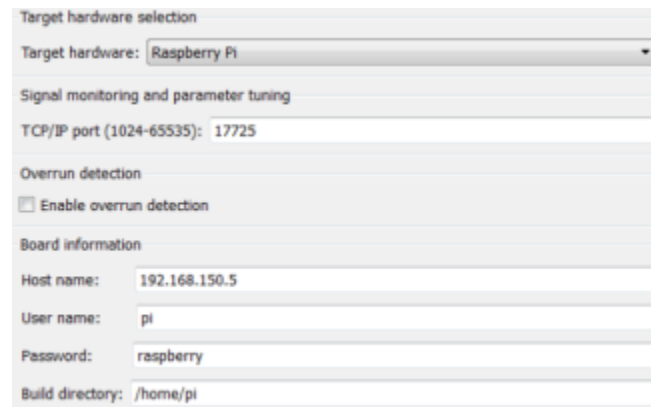 Target hardware selection
Target hardware: Raspberry Pi
Signal monitoring and parameter tuning
TCP/IP port (1024-65535): 17725
Overrun detection
Enable overrun detection
Board information
Host name: 192.168.150.5
User name: pi
Password: raspberry
Build directory: /home/pi